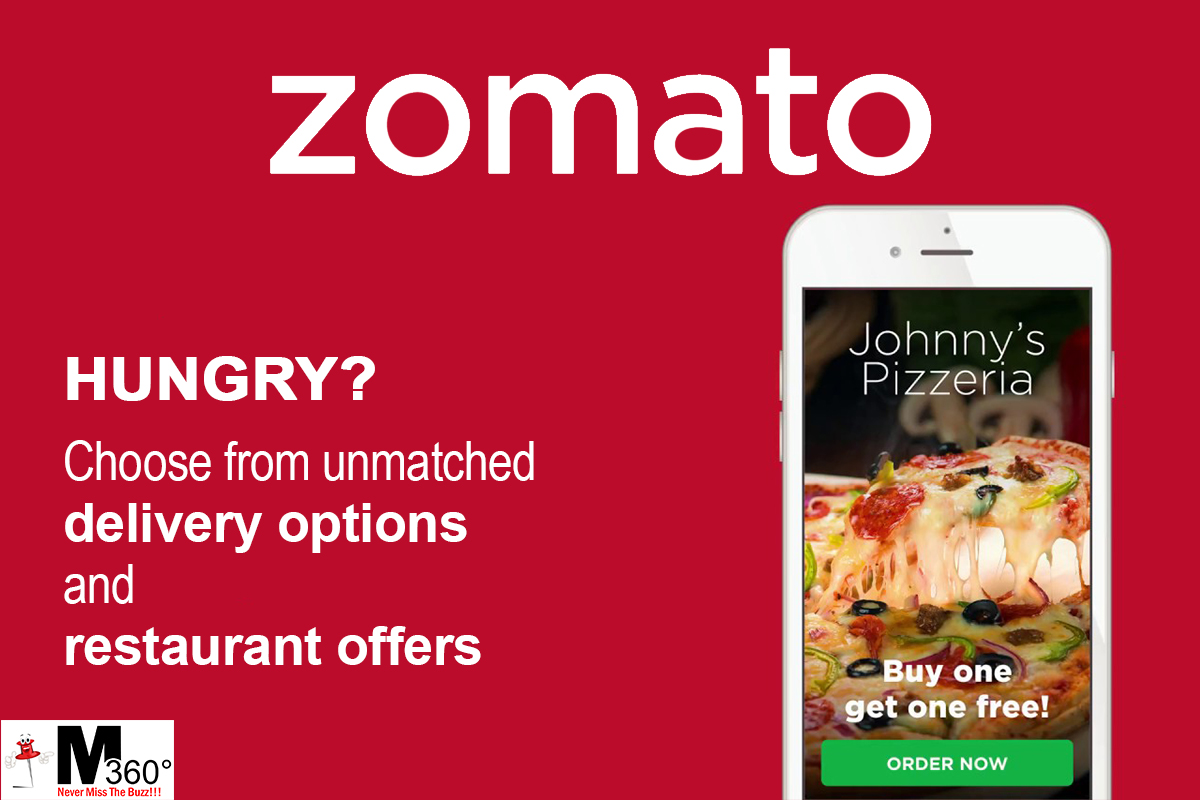 zomato
HUNGRY?
Choose from unmatched
delivery options
and
restaurant offers
Johnny's
Pizzeria
Buy one
get one free!
ORDER NOW
M360°
Never Miss The Buzz!!!